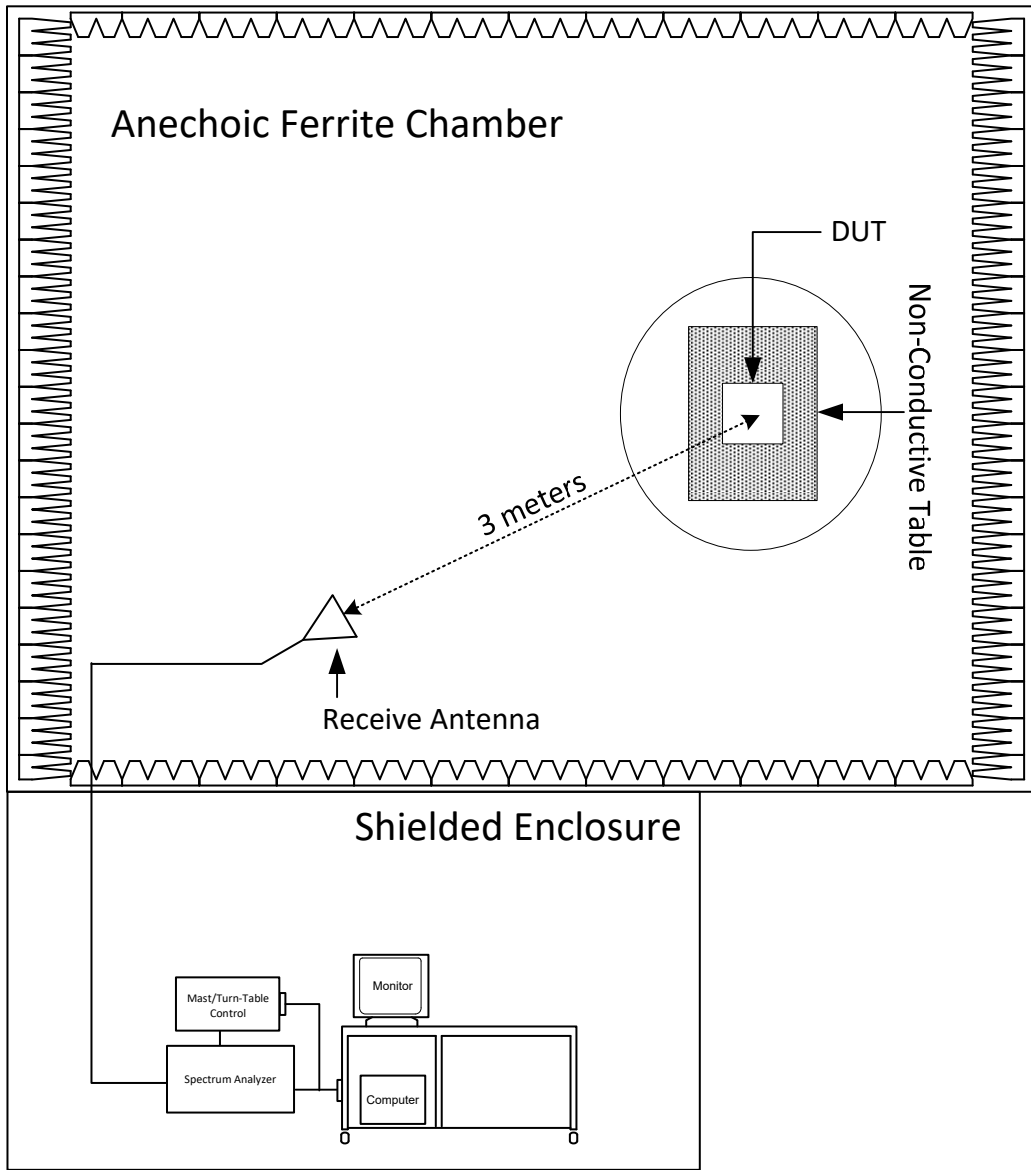 Anechoic Ferrite Chamber
DUT
Non-Conductive Table
3 meters
Receive Antenna
Shielded Enclosure
Monitor
Mast/Turn-Table
Control
Spectrum Analyzer
Computer